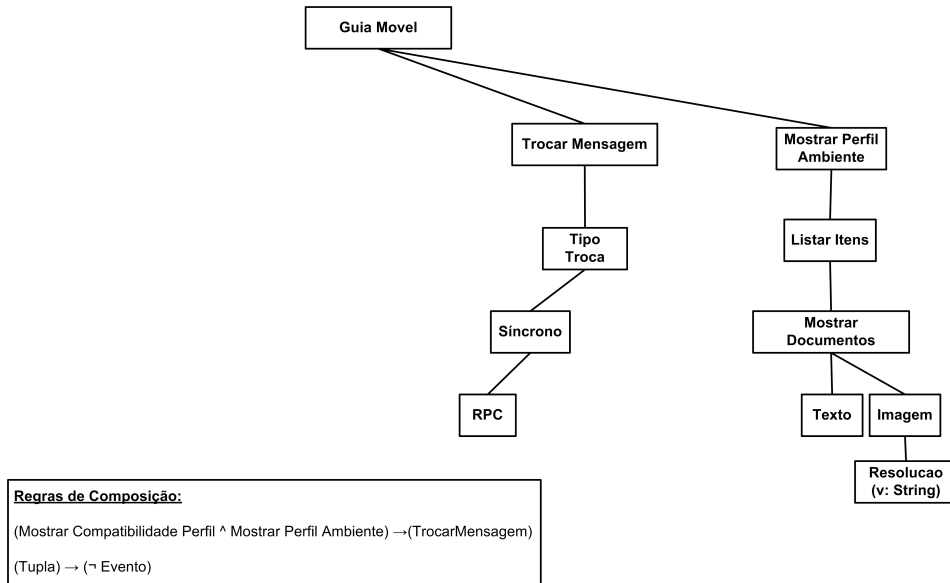 Guia Movel
Trocar Mensagem
Mostrar Perfil
Ambiente
Tipo
Troca
Listar Itens
Síncrono
Mostrar
Documentos
RPC
Texto
Imagem
Resolucao
(v: String)
Regras de Composição:
(Mostrar Compatibilidade Perfil ^ Mostrar Perfil Ambiente) →(TrocarMensagem)
(Tupla) → (¬ Evento)